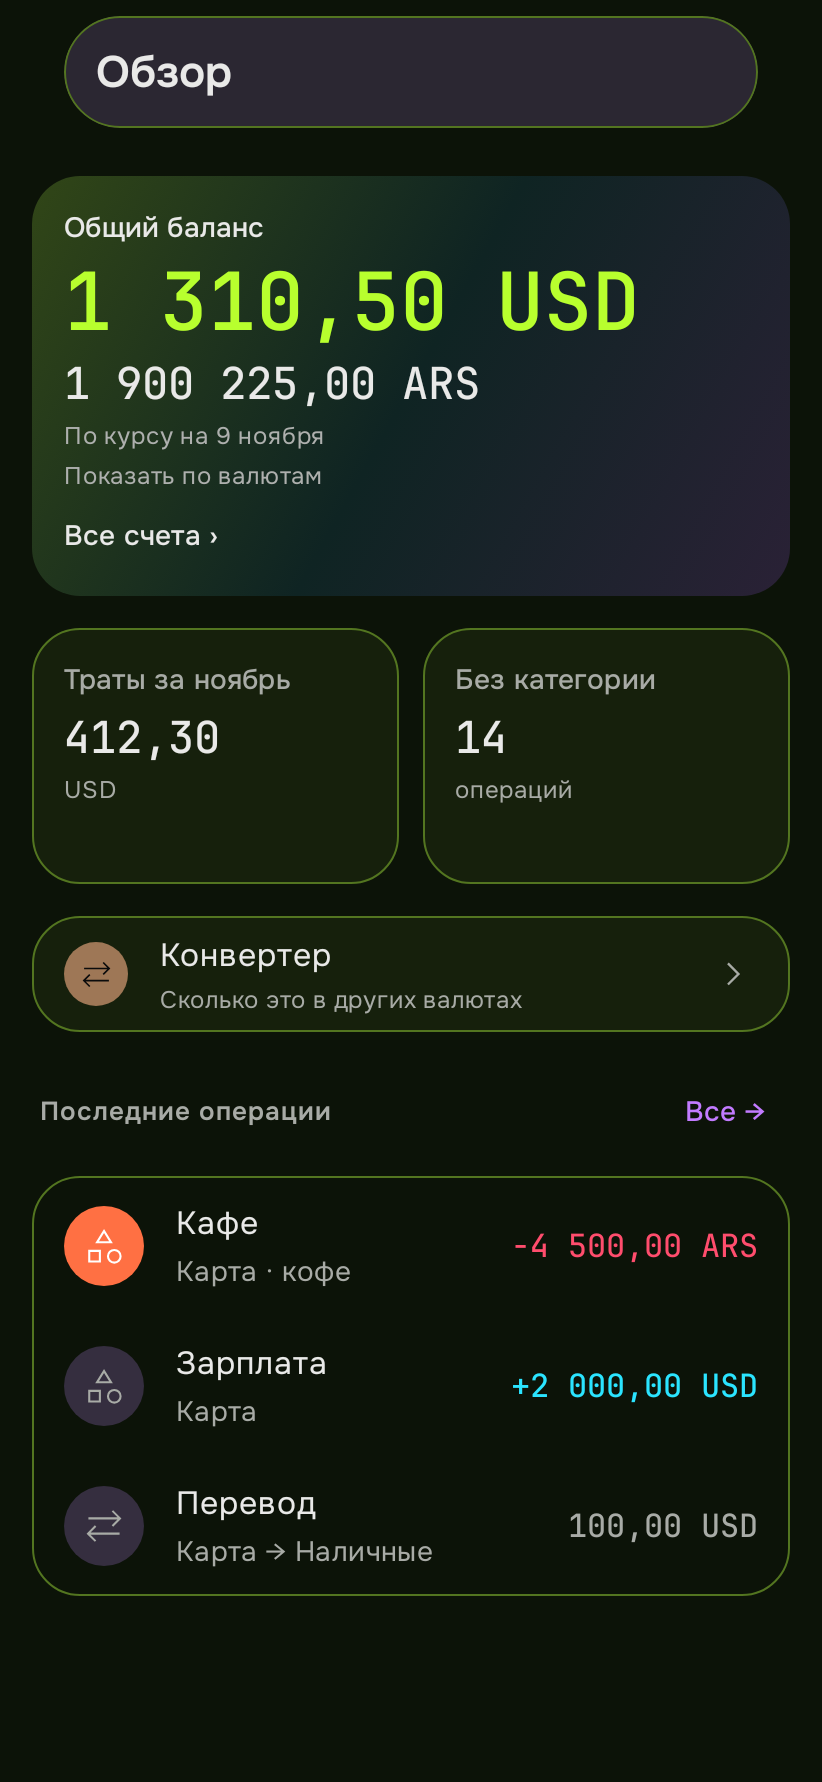 Обзор
Общий баланс
1 310,50 USD
1 900 225,00 ARS
По курсу на 9 ноября
Показать по валютам
Все счета ›
Траты за ноябрь
412,30
USD
Без категории
14
операций
Конвертер
Сколько это в других валютах
Последние операции
Все →
Кафе
Карта · кофе
-4 500,00 ARS
Зарплата
Карта
+2 000,00 USD
Перевод
Карта → Наличные
100,00 USD